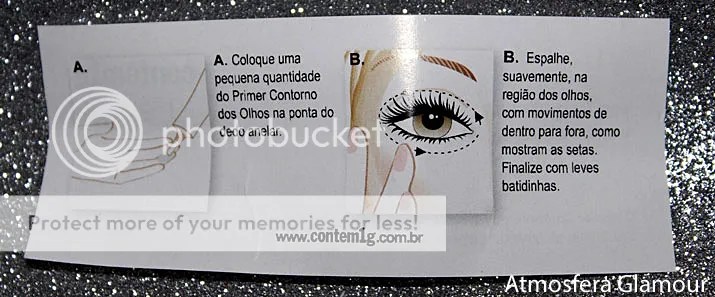 A.
A. Coloque uma
pequena quantidade
do Primer Contorno
dos Olhos na ponta do
dedo anelar.
B.
B. Espalhe,
suavemente, na
região dos olhos,
com movimentos de
dentro para fora, como
mostram as setas.
Finalize com leves
batidinhas.
photobucket
Protect more of your memories for less!
www.contem1g.com.br
Atmosfera Glamour